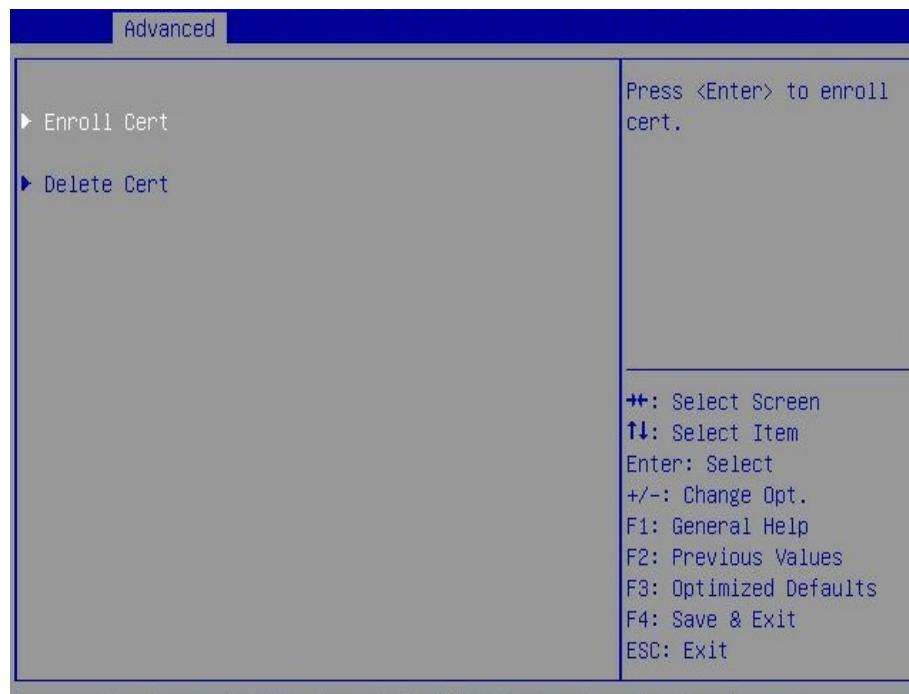 Advanced
Enroll Cert
Delete Cert
Press <Enter> to enroll
cert.
→←: Select Screen
↑↓: Select Item
Enter: Select
+/-: Change Opt.
F1: General Help
F2: Previous Values
F3: Optimized Defaults
F4: Save & Exit
ESC: Exit